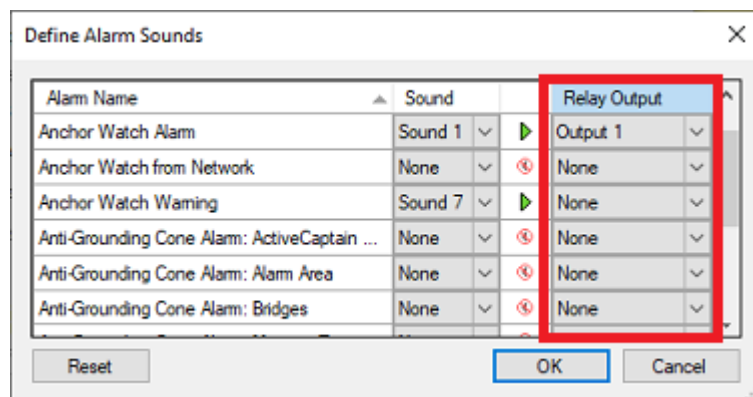 Define Alarm Sounds
Alarm Name Sound Relay Output
Anchor Watch Alarm Sound 1 Output 1
Anchor Watch from Network None None
Anchor Watch Warning Sound 7 None
Anti-Grounding Cone Alarm: ActiveCaptain ... None None
Anti-Grounding Cone Alarm: Alarm Area None None
Anti-Grounding Cone Alarm: Bridges None None
Reset OK Cancel